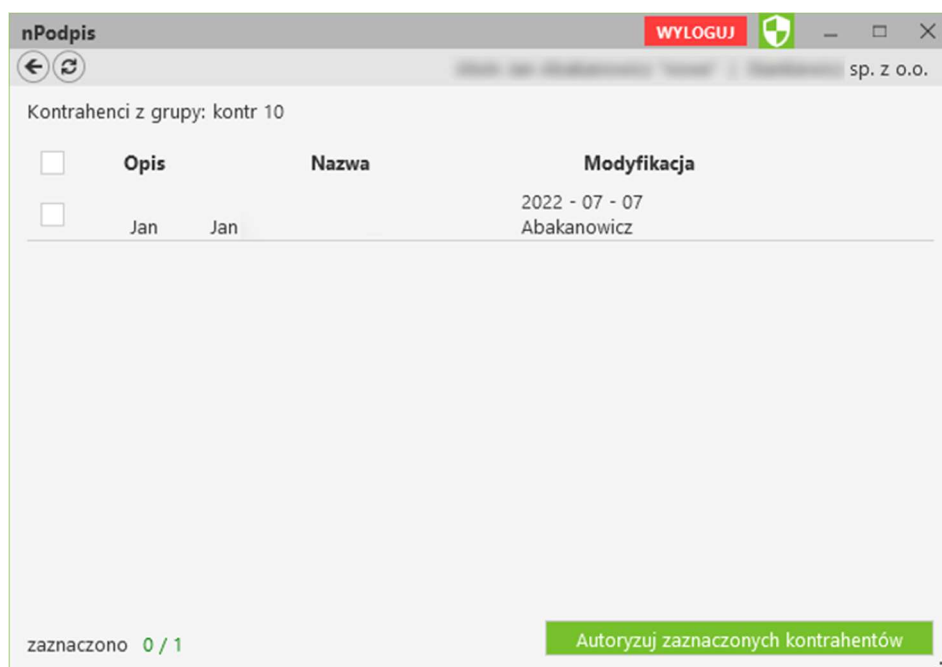 nPodpis WYLOGUJ
sp. z o.o.
Kontrahenci z grupy: kontr 10
Opis Nazwa Modyfikacja
2022 - 07 - 07
Jan Jan Abakanowicz
zaznaczono 0 / 1 Autoryzuj zaznaczonych kontrahentów